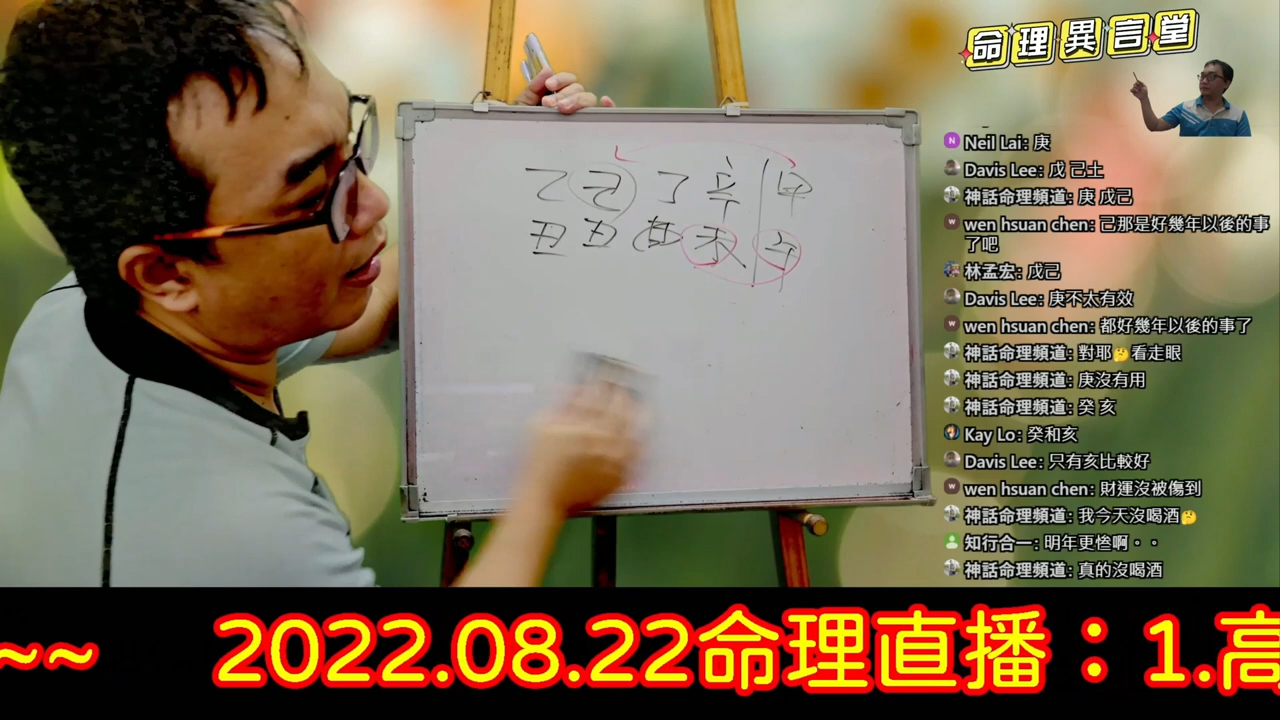 命理異言堂
Neil Lai: 庚
Davis Lee: 戊 己土
神話命理頻道: 庚 戊己
wen hsuan chen: 己那是好幾年以後的事
了吧
林孟宏: 戊己
Davis Lee: 庚不太有效
wen hsuan chen: 都好幾年以後的事了
神話命理頻道: 對耶🤔看走眼
神話命理頻道: 庚沒有用
神話命理頻道: 癸 亥
Kay Lo: 癸和亥
Davis Lee: 只有亥比較好
wen hsuan chen: 財運沒被傷到
神話命理頻道: 我今天沒喝酒🤔
知行合一: 明年更慘啊。。
神話命理頻道: 真的沒喝酒
乙 己 丁 辛 甲
丑 丑 酉 未 午
~~ 2022.08.22命理直播：1.高